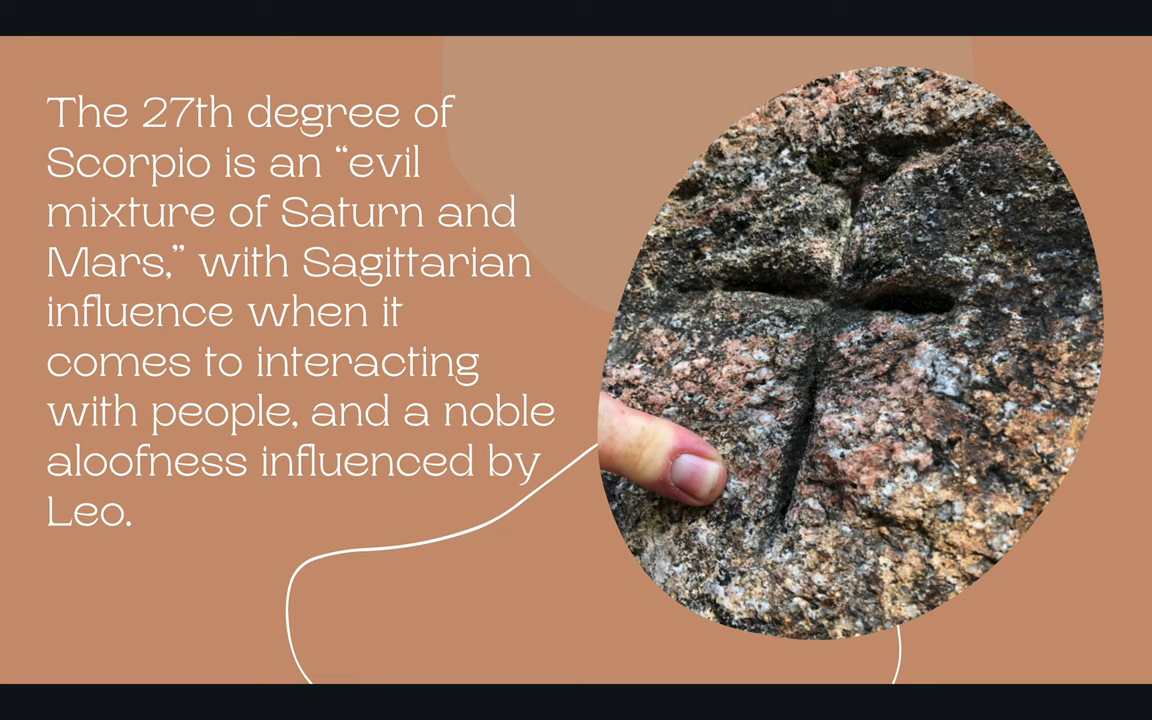 The 27th degree of
Scorpio is an “evil
mixture of Saturn and
Mars,” with Sagittarian
influence when it
comes to interacting
with people, and a noble
aloofness influenced by
Leo.